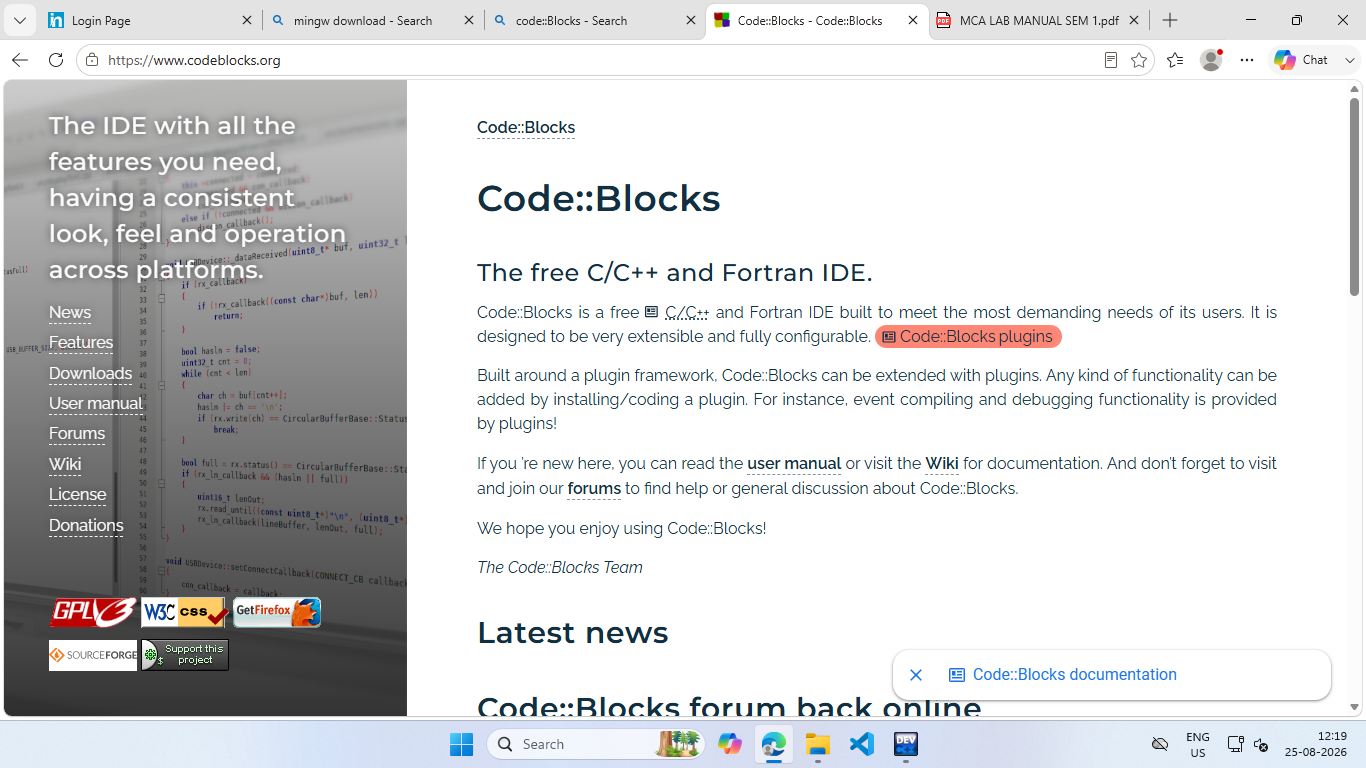 Login Page
mingw download - Search
code::Blocks - Search
Code::Blocks - Code::Blocks
MCA LAB MANUAL SEM 1.pdf
https://www.codeblocks.org
Chat
The IDE with all the
features you need,
having a consistent
look, feel and operation
across platforms.
News
Features
Downloads
User manual
Forums
Wiki
License
Donations
GPLv3
W3C css
GetFirefox
SOURCEFORGE
Support this
project
Code::Blocks
Code::Blocks
The free C/C++ and Fortran IDE.
Code::Blocks is a free C/C++ and Fortran IDE built to meet the most demanding needs of its users. It is
designed to be very extensible and fully configurable. Code::Blocks plugins
Built around a plugin framework, Code::Blocks can be extended with plugins. Any kind of functionality can be
added by installing/coding a plugin. For instance, event compiling and debugging functionality is provided
by plugins!
If you 're new here, you can read the user manual or visit the Wiki for documentation. And don't forget to visit
and join our forums to find help or general discussion about Code::Blocks.
We hope you enjoy using Code::Blocks!
The Code::Blocks Team
Latest news
Code::Blocks forum back online
Code::Blocks documentation
Search
DEV
ENG
US
12:19
25-08-2026